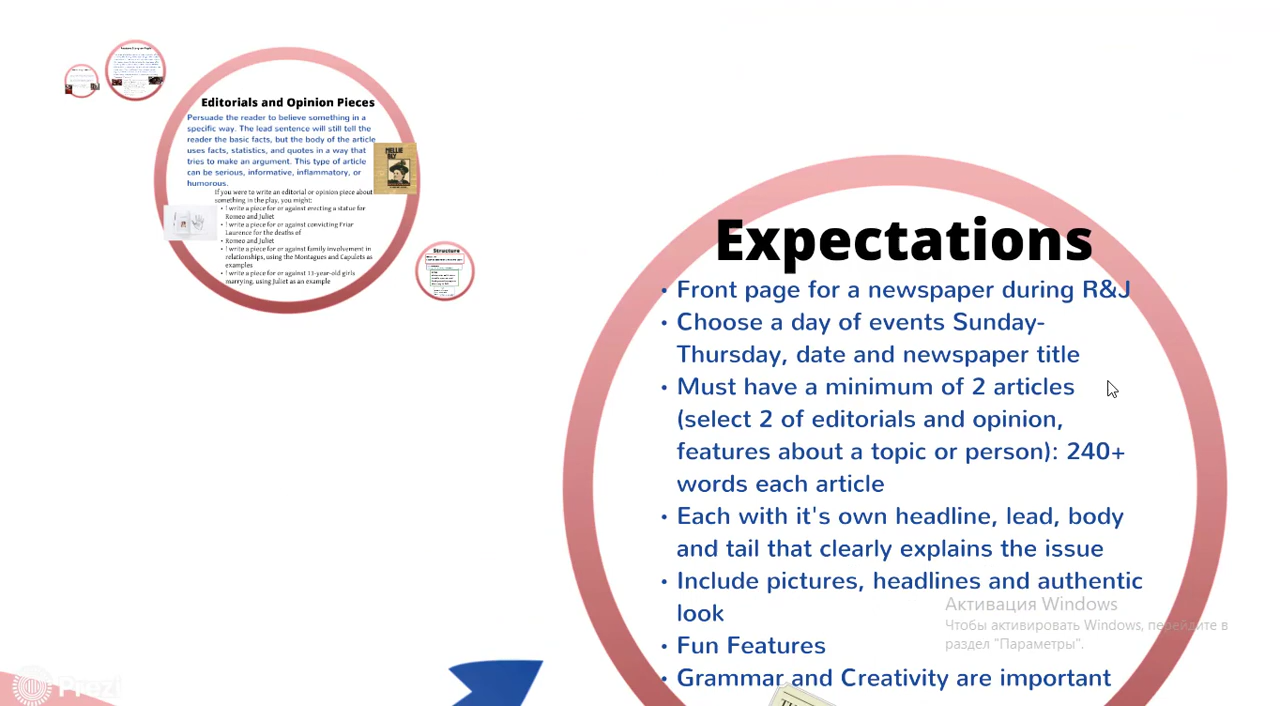 Editorials and Opinion Pieces
Persuade the reader to believe something in a
specific way. The lead sentence will still tell the
reader the basic facts, but the body of the article
uses facts, statistics, and quotes in a way that
tries to make an argument. This type of article
can be serious, informative, inflammatory, or
humorous.
If you were to write an editorial or opinion piece about
something in the play, you might:
• I write a piece for or against erecting a statue for
Romeo and Juliet
• I write a piece for or against convicting Friar
Laurence for the deaths of
• Romeo and Juliet
• I write a piece for or against family involvement in
relationships, using the Montagues and Capulets as
examples
• I write a piece for or against 13-year-old girls
marrying, using Juliet as an example
NELLIE
BLY
Structure
Expectations
• Front page for a newspaper during R&J
• Choose a day of events Sunday-
Thursday, date and newspaper title
• Must have a minimum of 2 articles
(select 2 of editorials and opinion,
features about a topic or person): 240+
words each article
• Each with it's own headline, lead, body
and tail that clearly explains the issue
• Include pictures, headlines and authentic
look
• Fun Features
• Grammar and Creativity are important
Активация Windows
Чтобы активировать Windows, перейдите в
раздел "Параметры".
Prezi